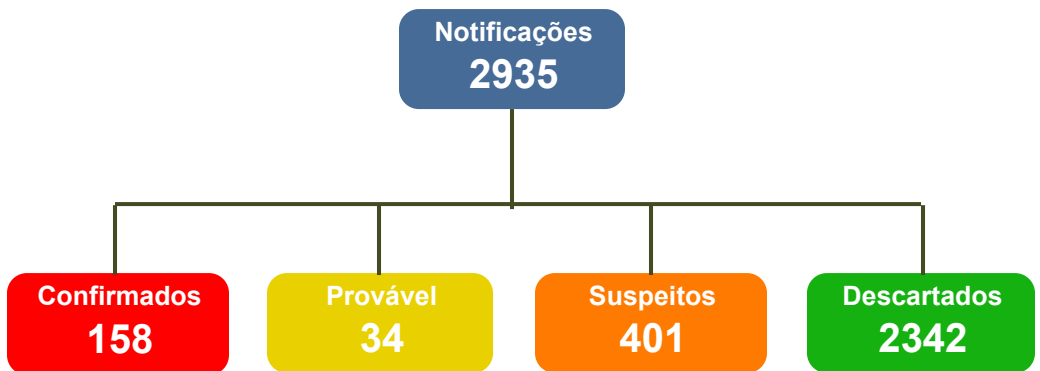 Notificações
2935
Confirmados
158
Provável
34
Suspeitos
401
Descartados
2342